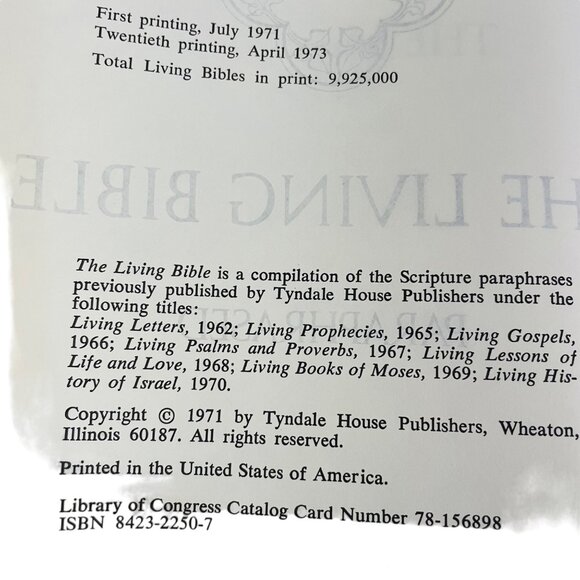 First printing, July 1971
Twentieth printing, April 1973
Total Living Bibles in print: 9,925,000
THE LIVING BIBLE
PARAPHRASED
The Living Bible is a compilation of the Scripture paraphrases
previously published by Tyndale House Publishers under the
following titles:
Living Letters, 1962; Living Prophecies, 1965; Living Gospels,
1966; Living Psalms and Proverbs, 1967; Living Lessons of
Life and Love, 1968; Living Books of Moses, 1969; Living His-
tory of Israel, 1970.
Copyright © 1971 by Tyndale House Publishers, Wheaton,
Illinois 60187. All rights reserved.
Printed in the United States of America.
Library of Congress Catalog Card Number 78-156898
ISBN 8423-2250-7